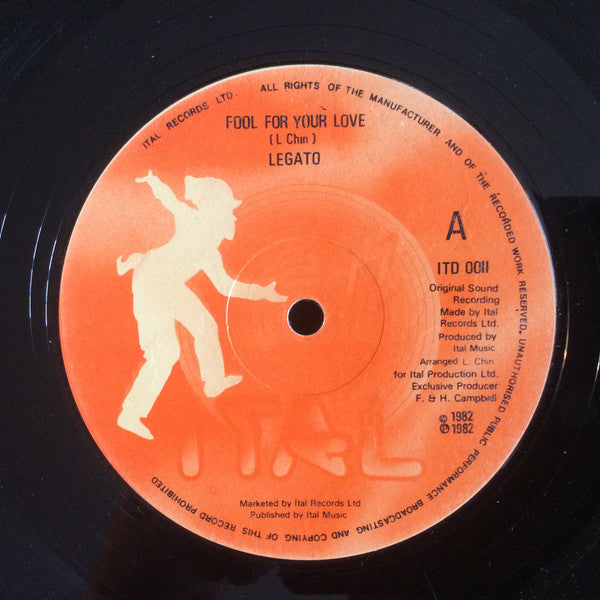 ITAL RECORDS LTD. ALL RIGHTS OF THE MANUFACTURER AND OF THE RECORDED WORK RESERVED. UNAUTHORISED PUBLIC PERFORMANCE BROADCASTING AND COPYING OF THIS RECORD PROHIBITED
FOOL FOR YOUR LOVE
( L Chin )
LEGATO
A
ITD 0011
Original Sound
Recording
Made by Ital
Records Ltd.
Produced by
Ital Music
Arranged L. Chin
for Ital Production Ltd.
Exclusive Producer
F. & H. Campbell
© 1982
℗ 1982
ITAL
Marketed by Ital Records Ltd
Published by Ital Music